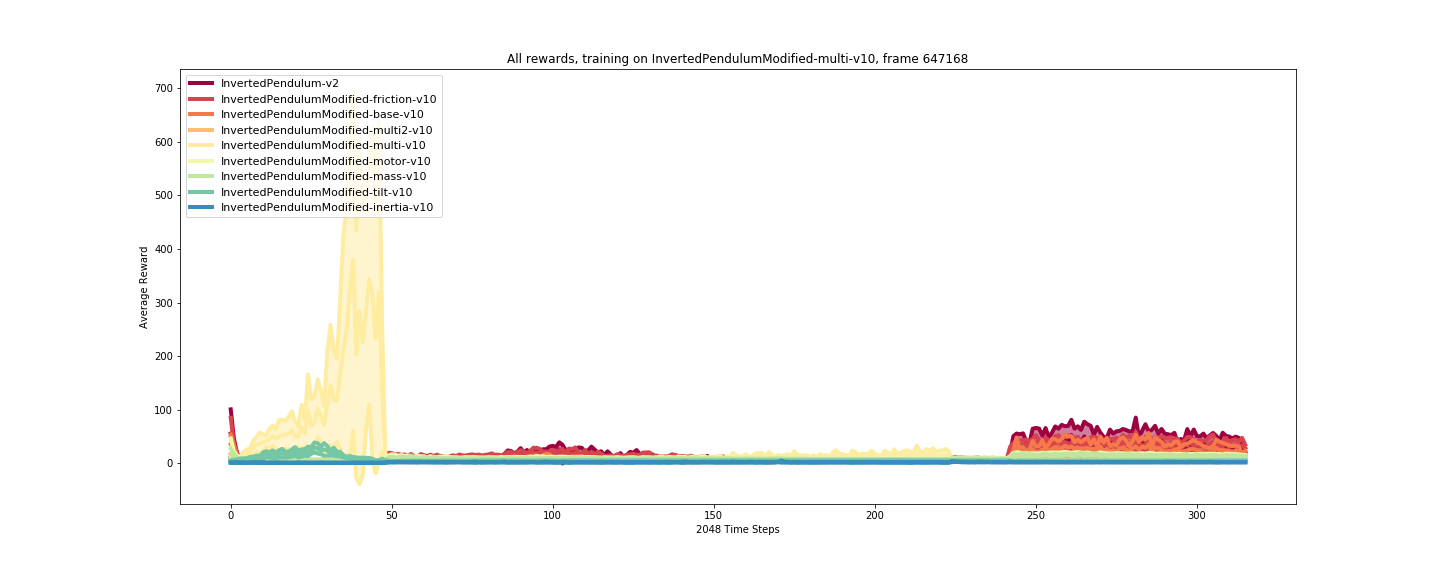 All rewards, training on InvertedPendulumModified-multi-v10, frame 647168
InvertedPendulum-v2
InvertedPendulumModified-friction-v10
InvertedPendulumModified-base-v10
InvertedPendulumModified-multi2-v10
InvertedPendulumModified-multi-v10
InvertedPendulumModified-motor-v10
InvertedPendulumModified-mass-v10
InvertedPendulumModified-tilt-v10
InvertedPendulumModified-inertia-v10
Average Reward
700
600
500
400
300
200
100
0
0 50 100 150 200 250 300
2048 Time Steps